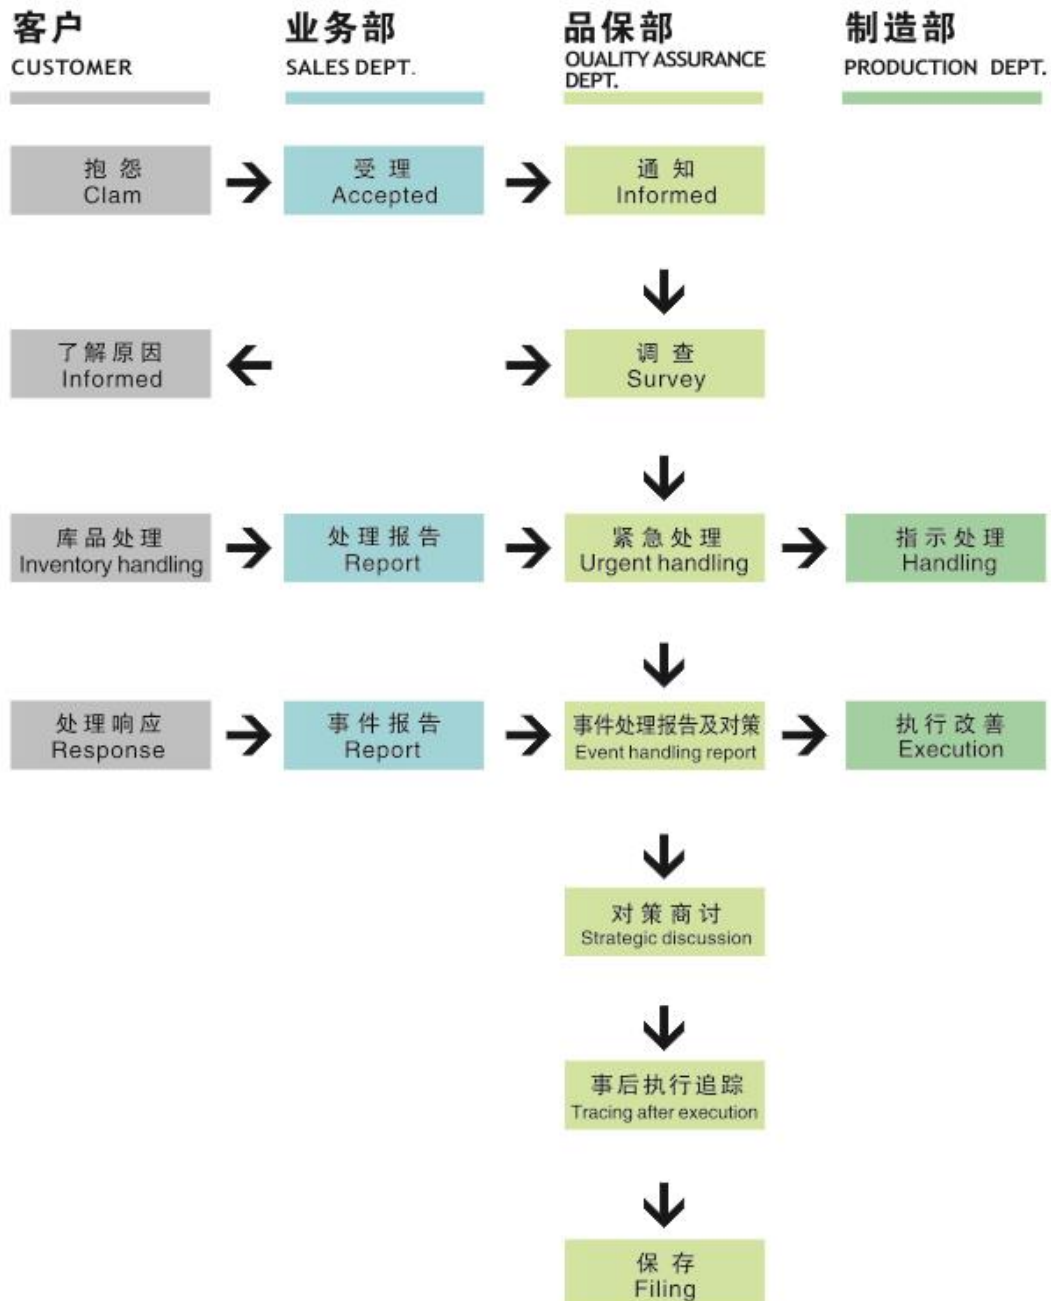 客户
CUSTOMER
业务部
SALES DEPT.
品保部
OUALITY ASSURANCE
DEPT.
制造部
PRODUCTION DEPT.
抱怨
Clam
受理
Accepted
通知
Informed
了解原因
Informed
调查
Survey
库品处理
Inventory handling
处理报告
Report
紧急处理
Urgent handling
指示处理
Handling
处理响应
Response
事件报告
Report
事件处理报告及对策
Event handling report
执行改善
Execution
对策商讨
Strategic discussion
事后执行追踪
Tracing after execution
保存
Filing